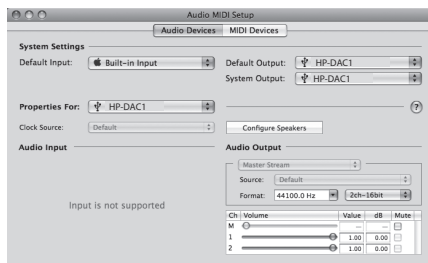 Audio MIDI Setup
Audio Devices MIDI Devices
System Settings
Default Input: Built-in Input
Default Output: HP-DAC1
System Output: HP-DAC1
Properties For: HP-DAC1
?
Clock Source: Default
Configure Speakers
Audio Input
Audio Output
Master Stream
Source: Default
Format: 44100.0 Hz 2ch-16bit
Input is not supported
Ch Volume Value dB Mute
M — —
1 1.00 0.00
2 1.00 0.00